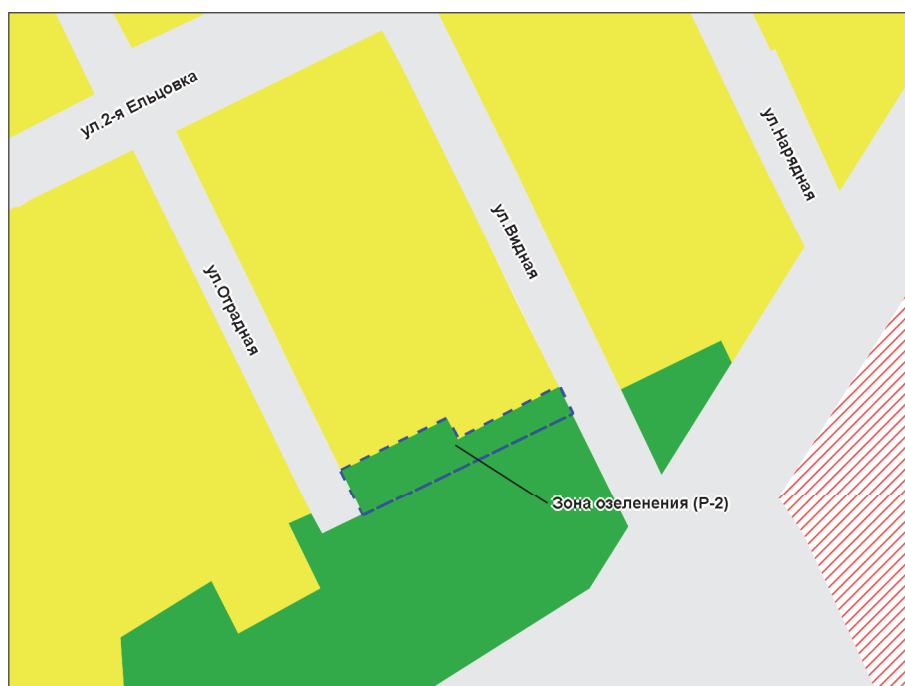 ул.2-я Ельцовка
ул.Нарядная
ул.Видная
ул.Отрадная
Зона озеленения (Р-2)